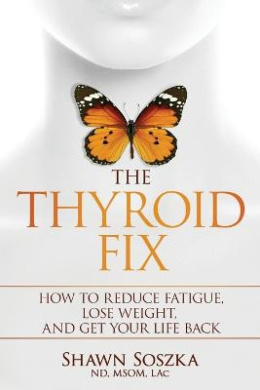 THE
THYROID
FIX
HOW TO REDUCE FATIGUE,
LOSE WEIGHT,
AND GET YOUR LIFE BACK
SHAWN SOSZKA
ND, MSOM, LAC